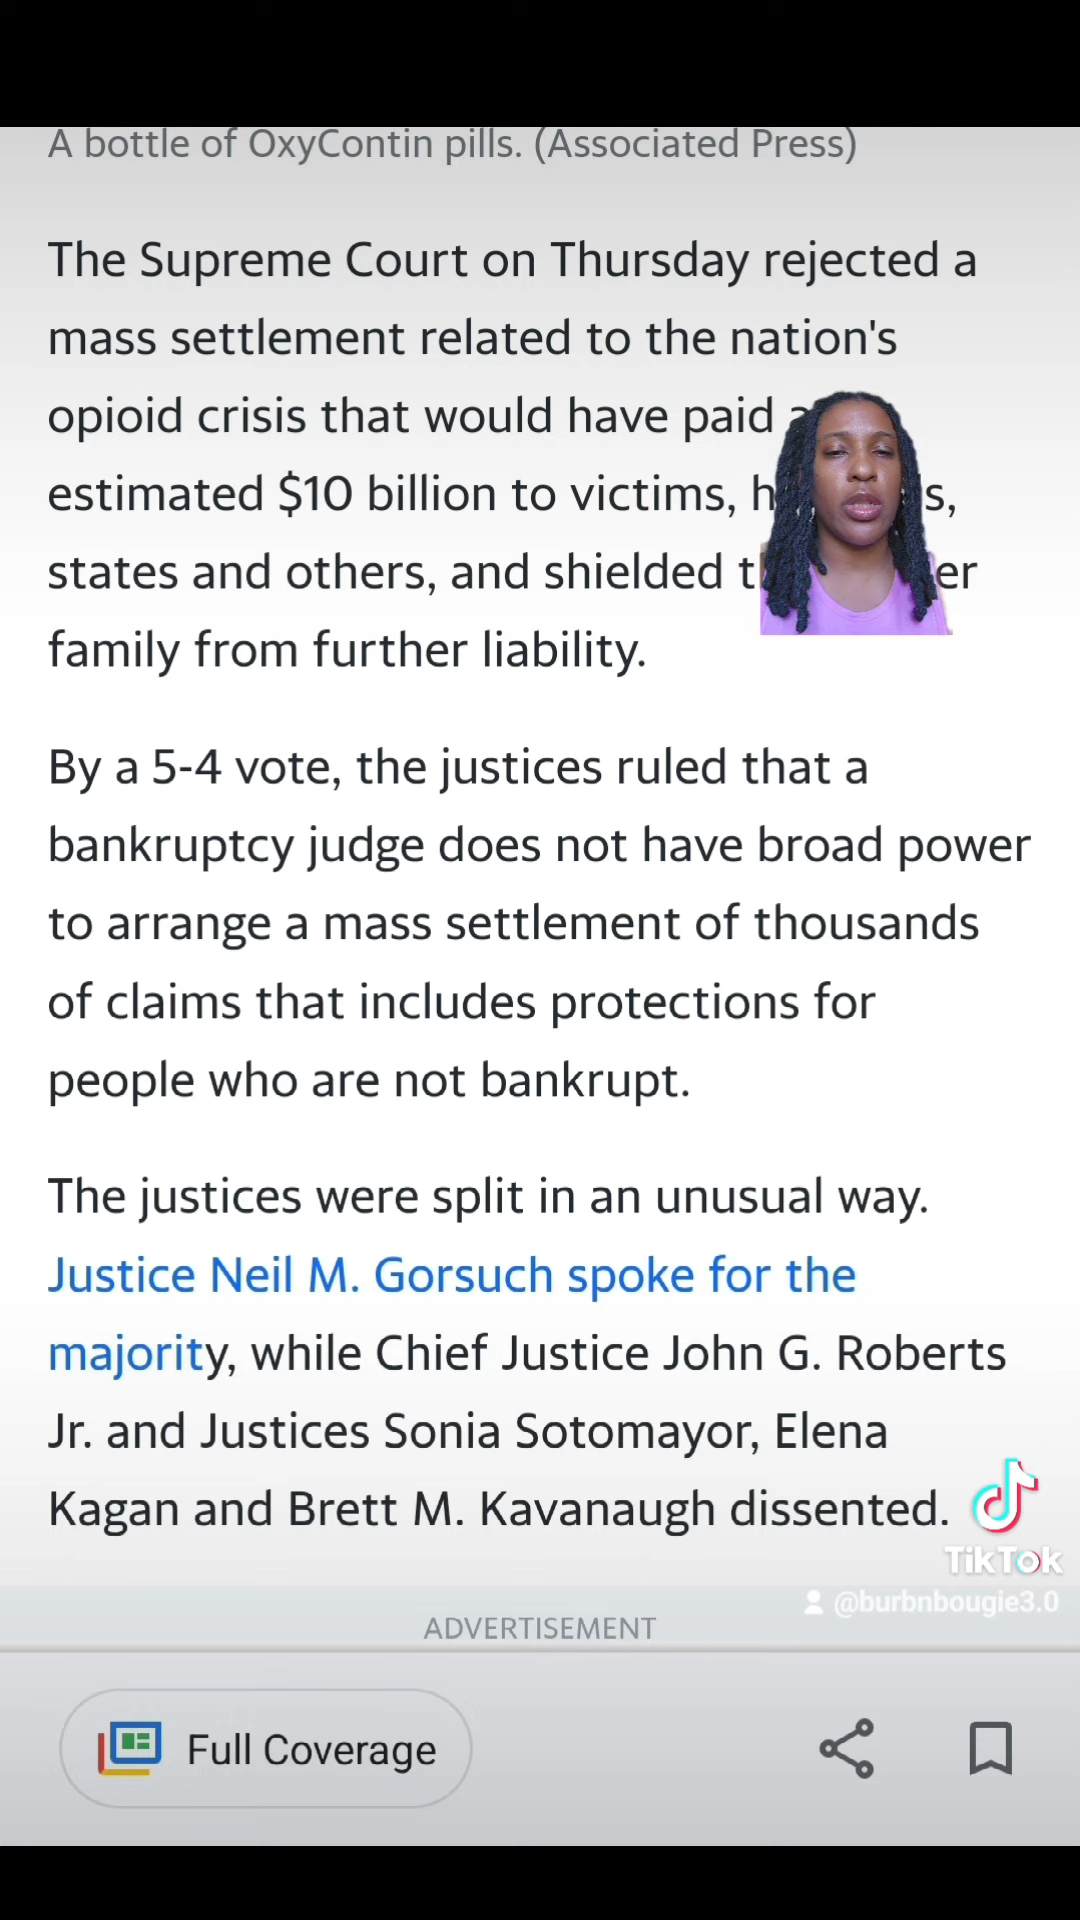 A bottle of OxyContin pills. (Associated Press)
The Supreme Court on Thursday rejected a
mass settlement related to the nation's
opioid crisis that would have paid
estimated $10 billion to victims,
states and others, and shielded
family from further liability.
By a 5-4 vote, the justices ruled that a
bankruptcy judge does not have broad power
to arrange a mass settlement of thousands
of claims that includes protections for
people who are not bankrupt.
The justices were split in an unusual way.
Justice Neil M. Gorsuch spoke for the
majority, while Chief Justice John G. Roberts
Jr. and Justices Sonia Sotomayor, Elena
Kagan and Brett M. Kavanaugh dissented.
TikTok
@burbnbougie3.0
ADVERTISEMENT
Full Coverage